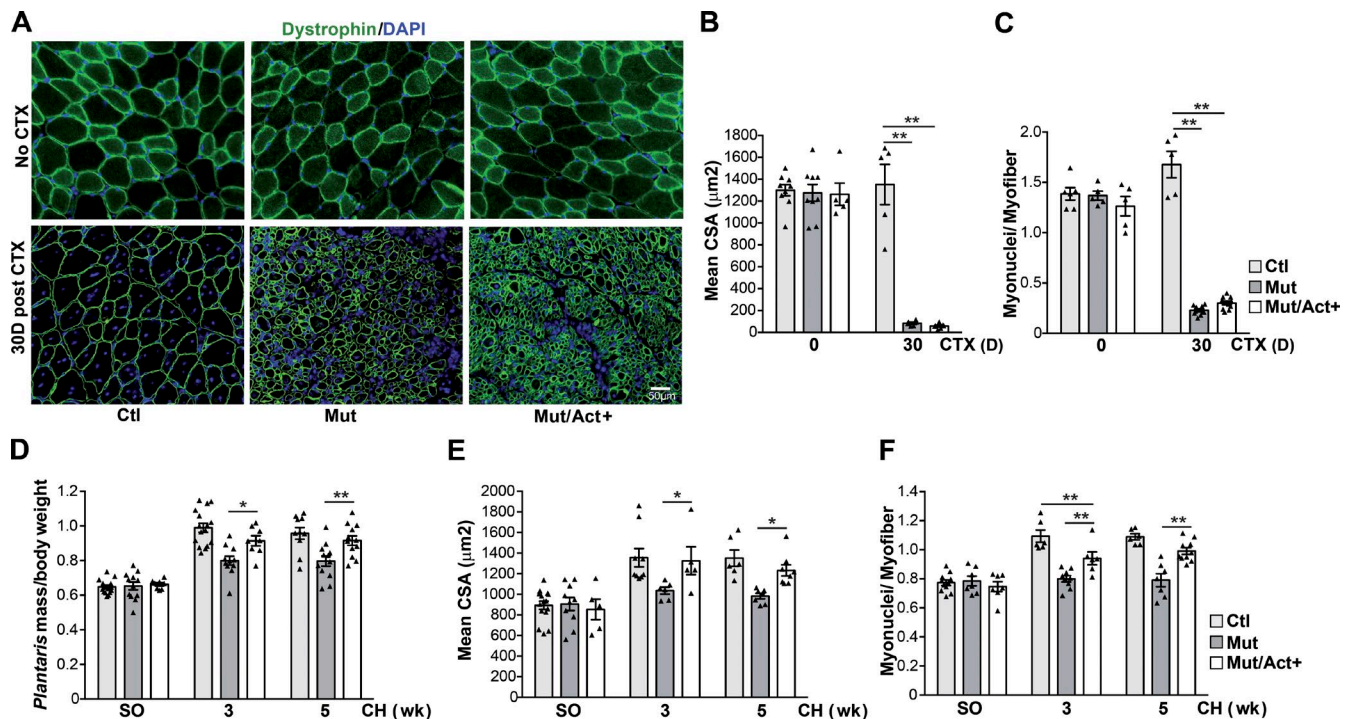 A
Dystrophin/DAPI
No CTX
30D post CTX
50μm
Ctl
Mut
Mut/Act+
B
Mean CSA (μm2)
1800
1600
1400
1200
1000
800
600
400
200
0
**
**
0
30
CTX (D)
C
Myonuclei/ Myofiber
2.0
1.5
1.0
0.5
0
**
**
0
30
CTX (D)
Ctl
Mut
Mut/Act+
D
Plantaris mass/body weight
1.2
1.0
0.8
0.6
0.4
0.2
0
*
**
SO
3
5
CH (wk)
E
Mean CSA (μm2)
2000
1800
1600
1400
1200
1000
800
600
400
200
0
*
*
SO
3
5
CH (wk)
F
Myonuclei/ Myofiber
1.4
1.2
1.0
0.8
0.6
0.4
0.2
0
**
**
**
SO
3
5
CH (wk)
Ctl
Mut
Mut/Act+